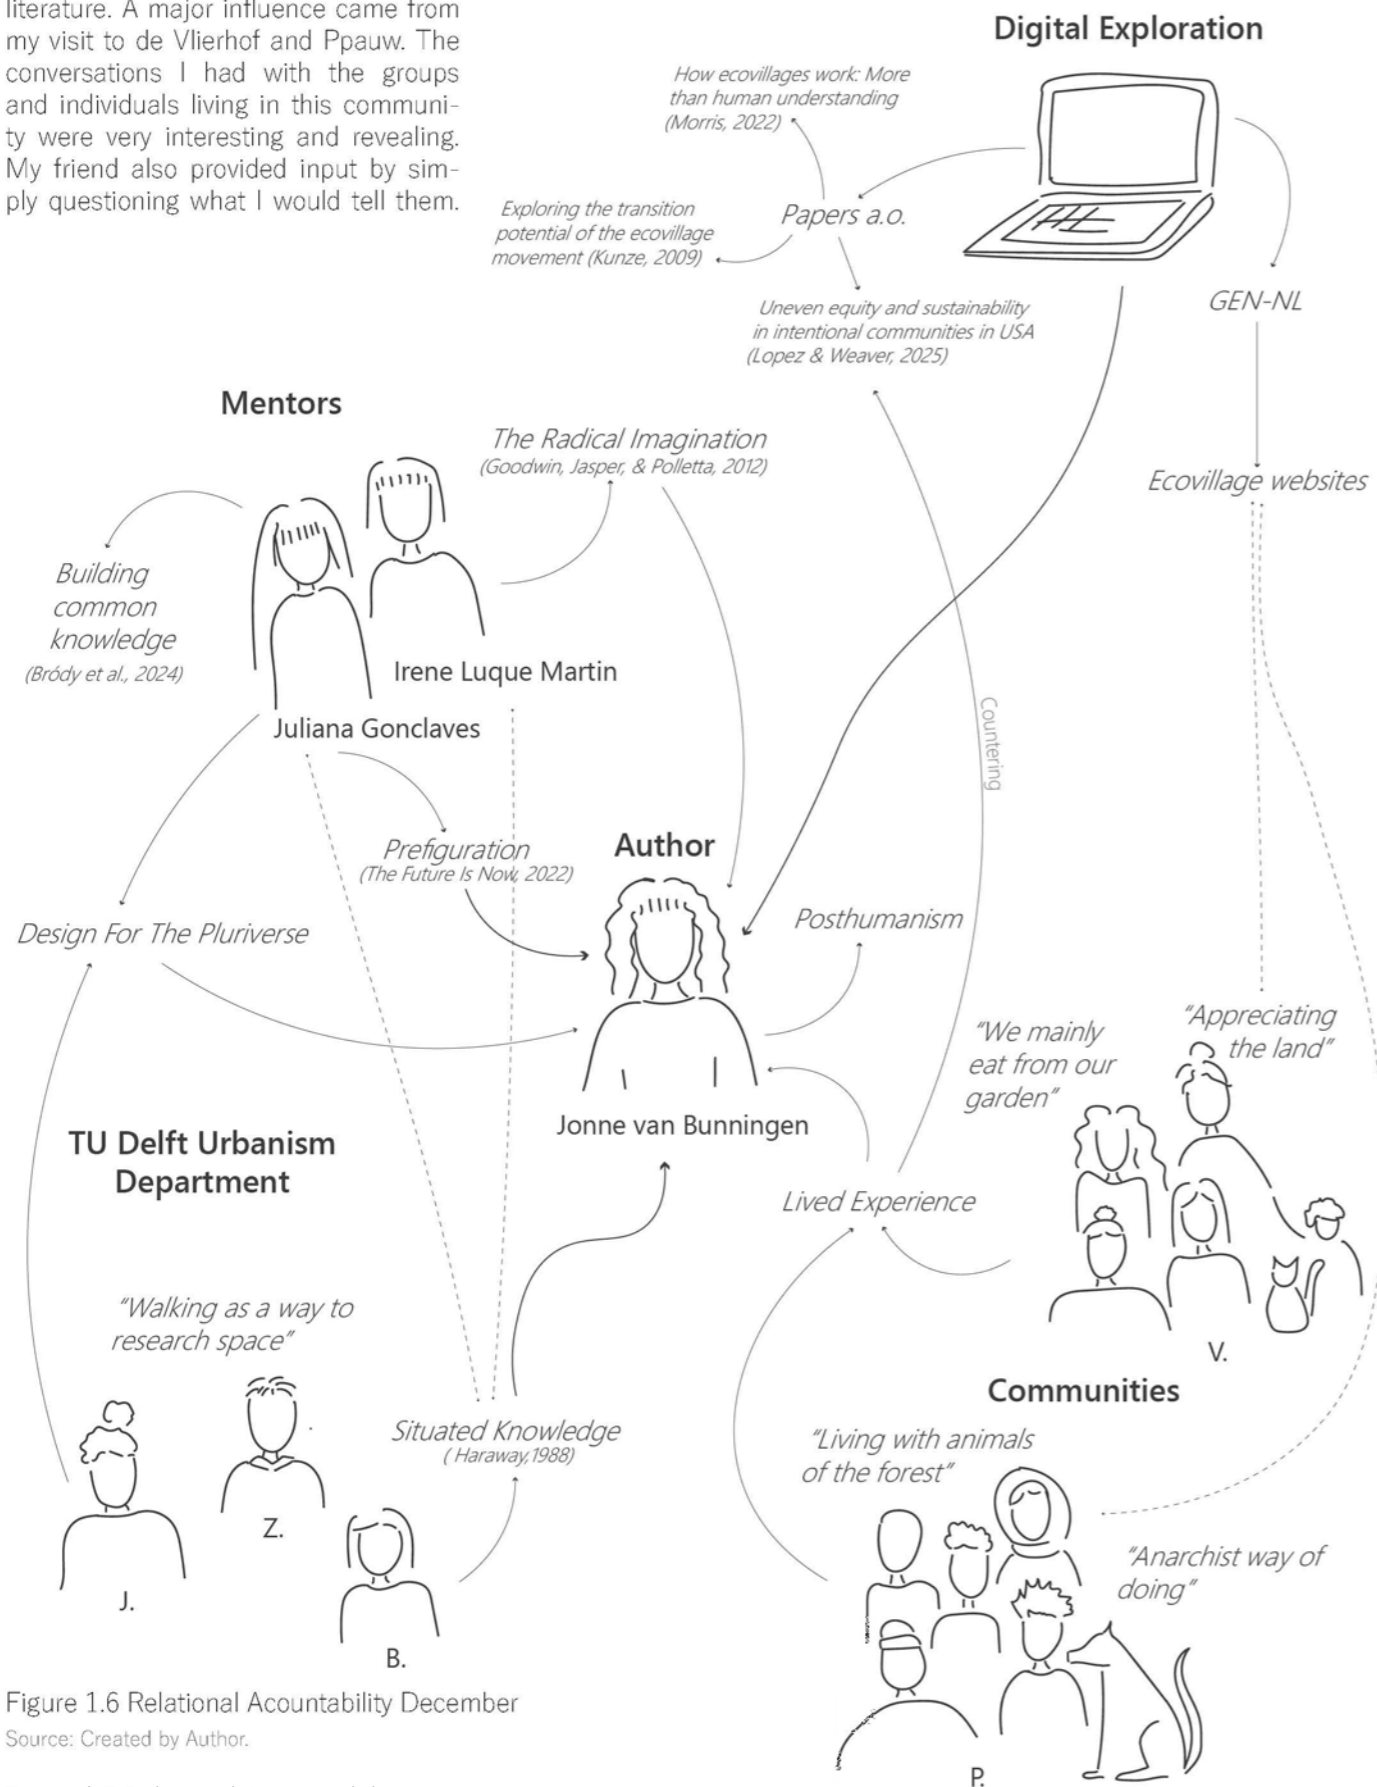 literature. A major influence came from
my visit to de Vlierhof and Ppauw. The
conversations I had with the groups
and individuals living in this communi-
ty were very interesting and revealing.
My friend also provided input by sim-
ply questioning what I would tell them.
Digital Exploration
How ecovillages work: More
than human understanding
(Morris, 2022)
Exploring the transition
potential of the ecovillage
movement (Kunze, 2009)
Papers a.o.
Uneven equity and sustainability
in intentional communities in USA
(Lopez & Weaver, 2025)
GEN-NL
Ecovillage websites
Mentors
The Radical Imagination
(Goodwin, Jasper, & Polletta, 2012)
Building
common
knowledge
(Bródy et al., 2024)
Irene Luque Martin
Juliana Gonclaves
Countering
Prefiguration
(The Future Is Now, 2022)
Author
Design For The Pluriverse
Posthumanism
"We mainly
eat from our
garden"
"Appreciating
the land"
Jonne van Bunningen
TU Delft Urbanism
Department
Lived Experience
"Walking as a way to
research space"
V.
Communities
Situated Knowledge
( Haraway,1988)
"Living with animals
of the forest"
Z.
J.
B.
"Anarchist way of
doing"
P.
Figure 1.6 Relational Acountability December
Source: Created by Author.